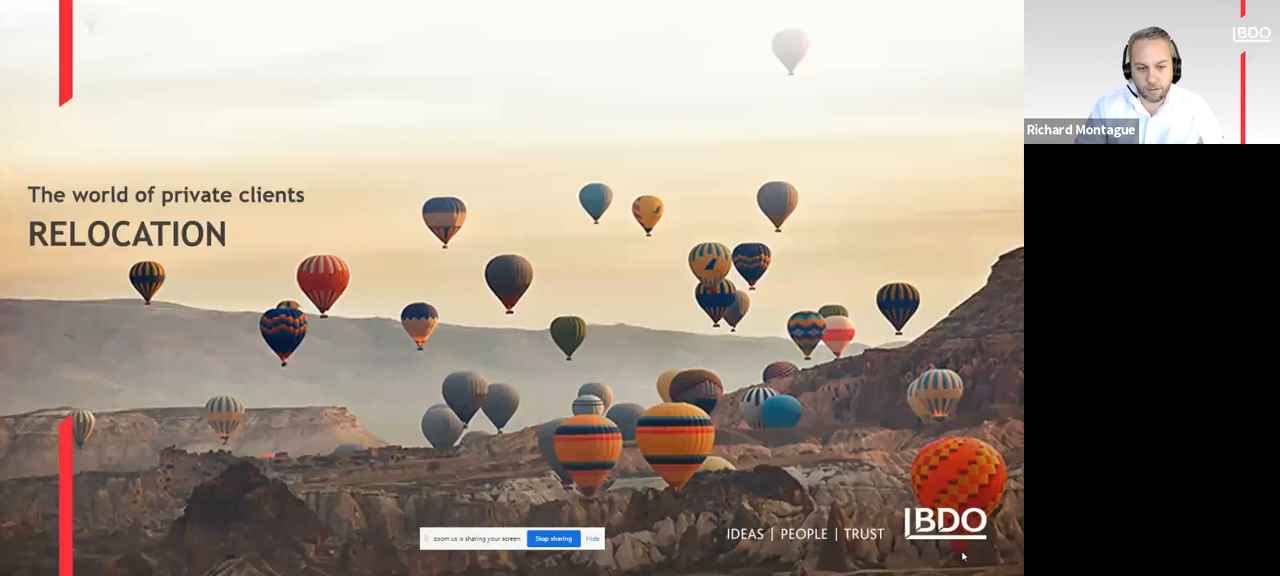 The world of private clients
RELOCATION
zoom.us is sharing your screen.
Stop sharing
Hide
IDEAS | PEOPLE | TRUST
BDO
BDO
Richard Montague